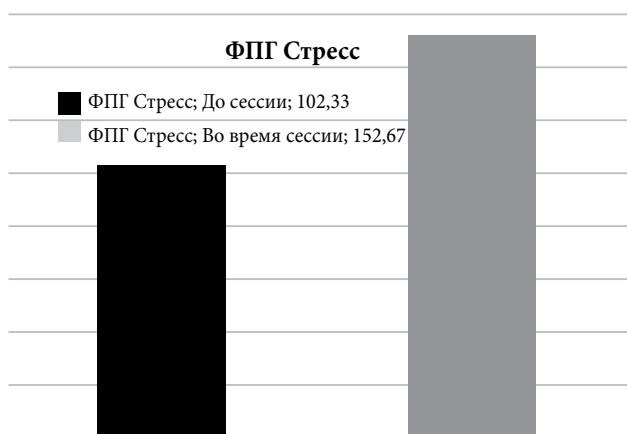 ФПГ Стресс
ФПГ Стресс; До сессии; 102,33
ФПГ Стресс; Во время сессии; 152,67